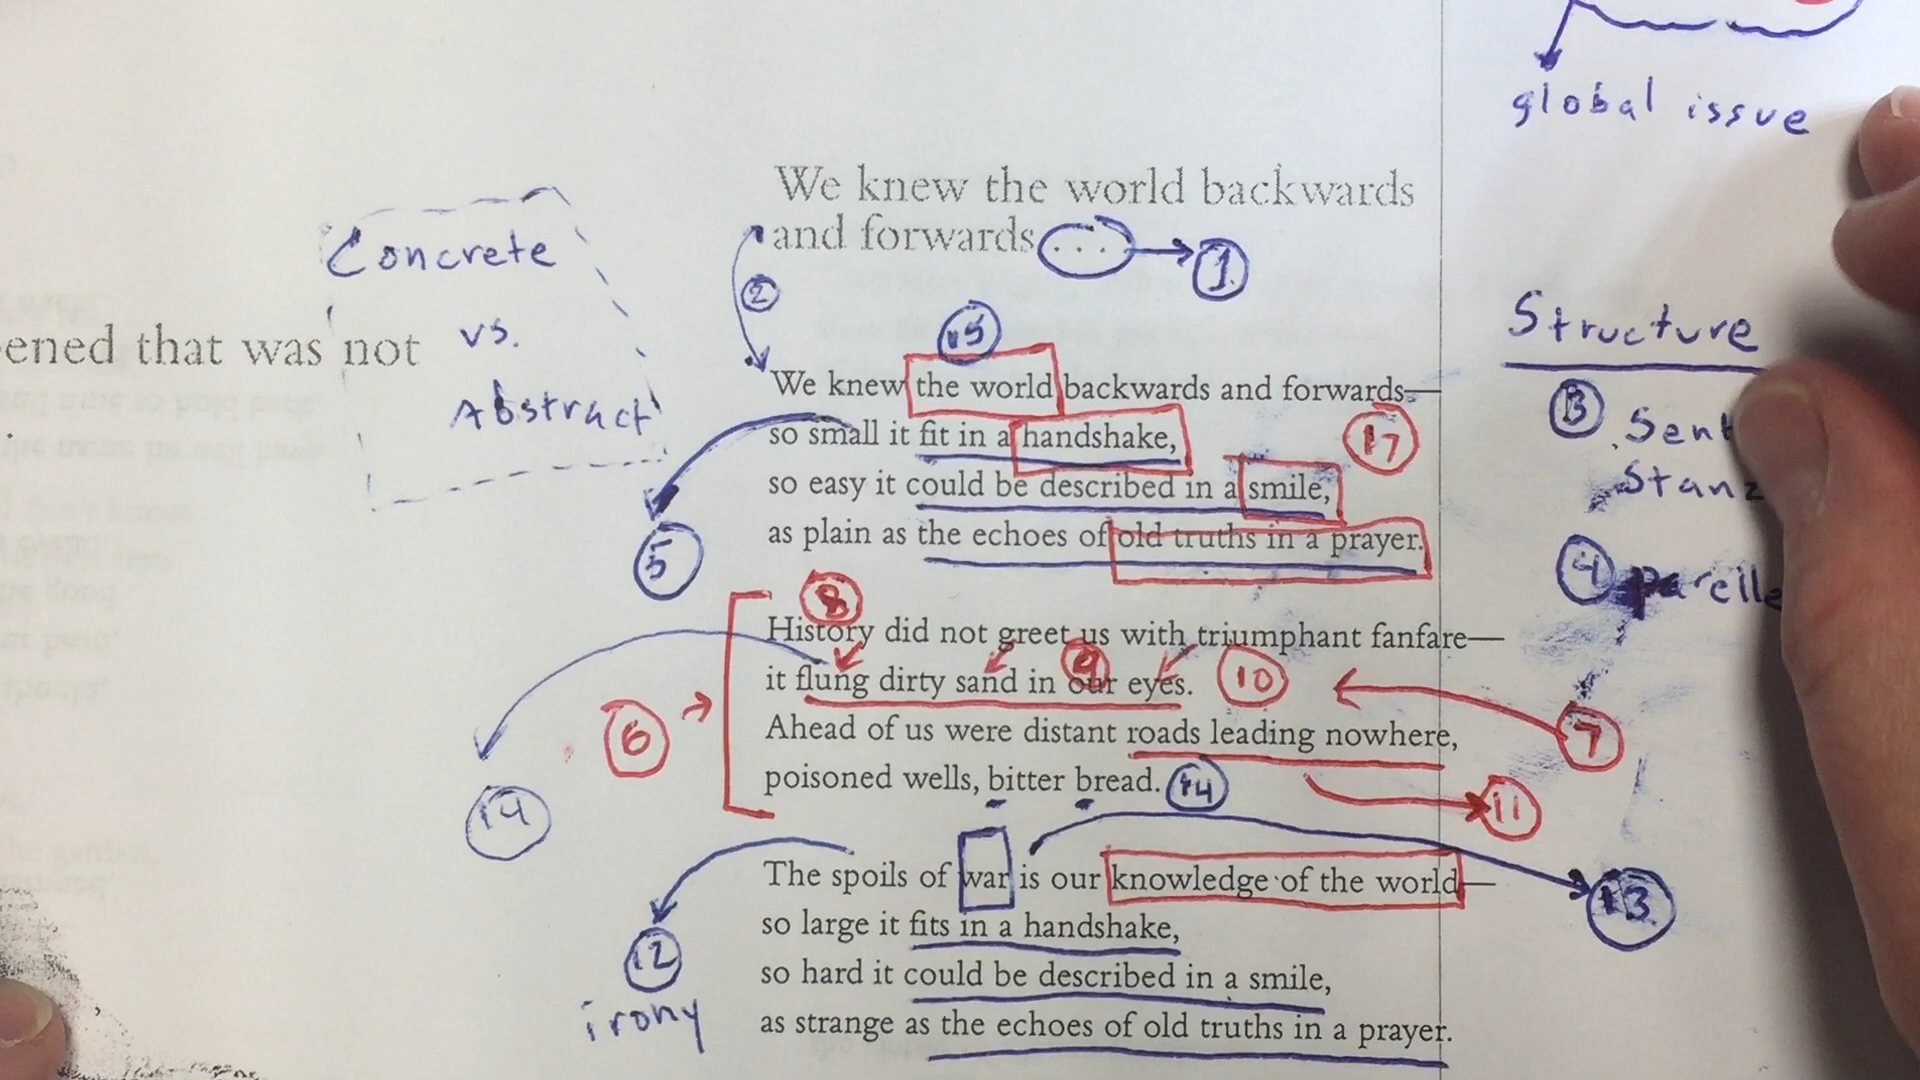 global issue
We knew the world backwards
and forwards...
1
2
Concrete
vs.
Abstract
ened that was not
Structure
3
Stanz
4
15
We knew the world backwards and forwards—
so small it fit in a handshake,
17
so easy it could be described in a smile,
as plain as the echoes of old truths in a prayer.
5
8
History did not greet us with triumphant fanfare—
9
it flung dirty sand in our eyes.
10
6
7
Ahead of us were distant roads leading nowhere,
poisoned wells, bitter bread.
14
11
14
The spoils of war is our knowledge of the world—
13
so large it fits in a handshake,
12
so hard it could be described in a smile,
irony
as strange as the echoes of old truths in a prayer.